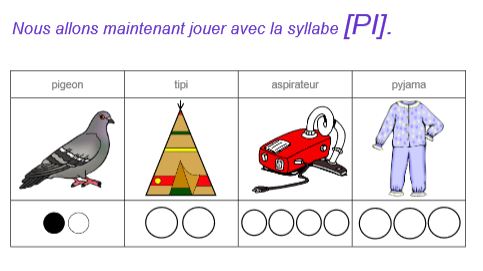 Nous allons maintenant jouer avec la syllabe [PI].
pigeon tipi aspirateur pyjama